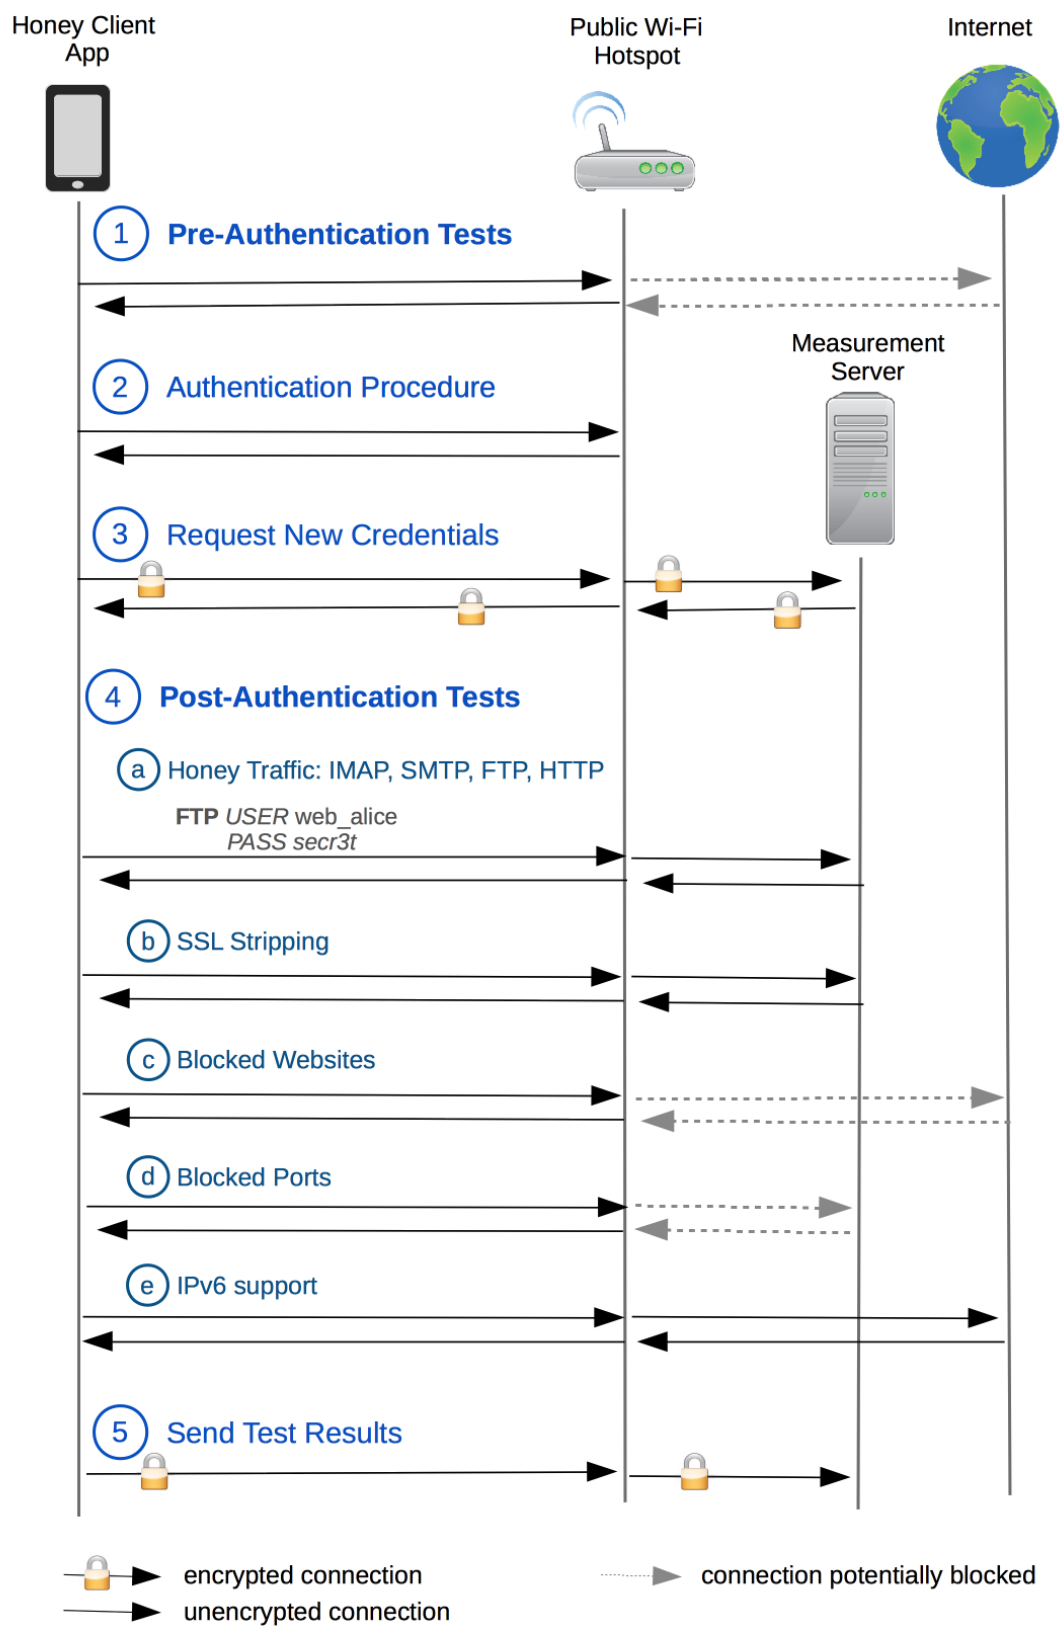 Honey Client
App
Public Wi-Fi
Hotspot
Internet
1 Pre-Authentication Tests
Measurement
Server
2 Authentication Procedure
3 Request New Credentials
4 Post-Authentication Tests
a Honey Traffic: IMAP, SMTP, FTP, HTTP
FTP USER web_alice
PASS secr3t
b SSL Stripping
c Blocked Websites
d Blocked Ports
e IPv6 support
5 Send Test Results
encrypted connection
connection potentially blocked
unencrypted connection